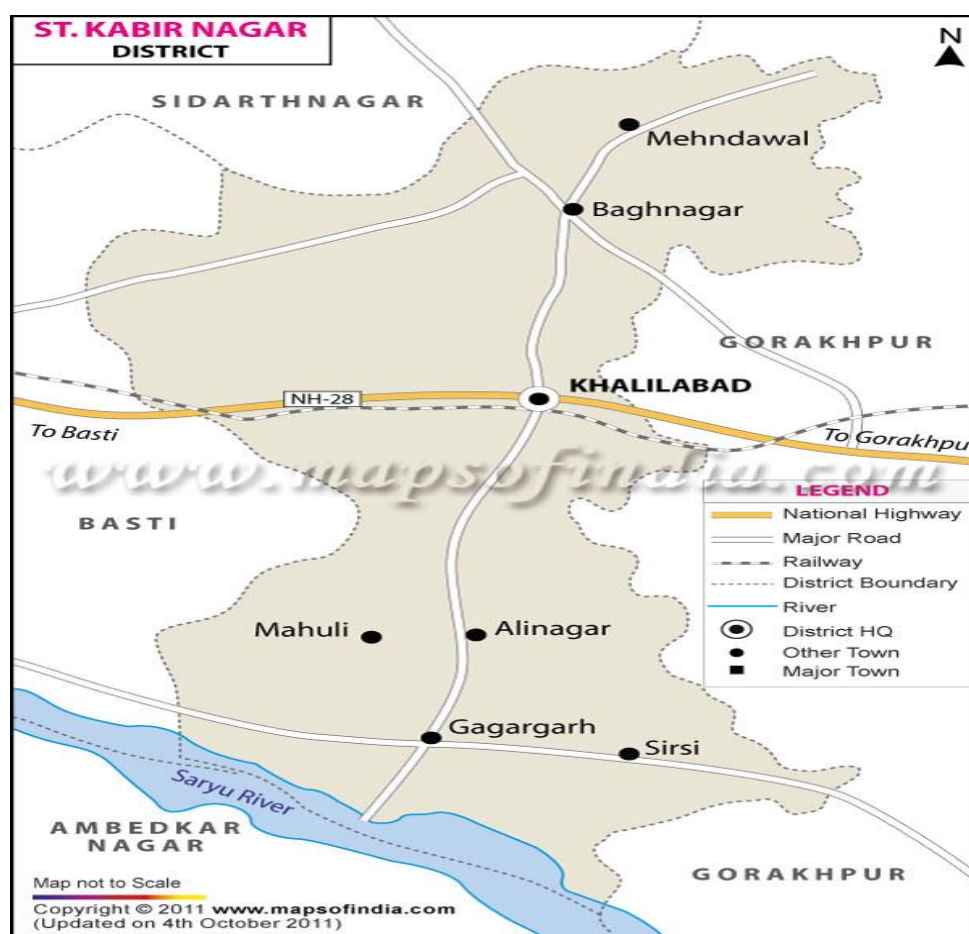 ST. KABIR NAGAR
DISTRICT
N
SIDARTHNAGAR
Mehndawal
Baghnagar
GORAKHPUR
KHALILABAD
NH-28
To Basti
To Gorakhpu
www.mapsofindia.com
BASTI
LEGEND
National Highway
Major Road
Railway
District Boundary
River
District HQ
Other Town
Major Town
Mahuli
Alinagar
Gagargarh
Sirsi
Saryu River
AMBEDKAR
NAGAR
GORAKHPUR
Map not to Scale
Copyright © 2011 www.mapsofindia.com
(Updated on 4th October 2011)